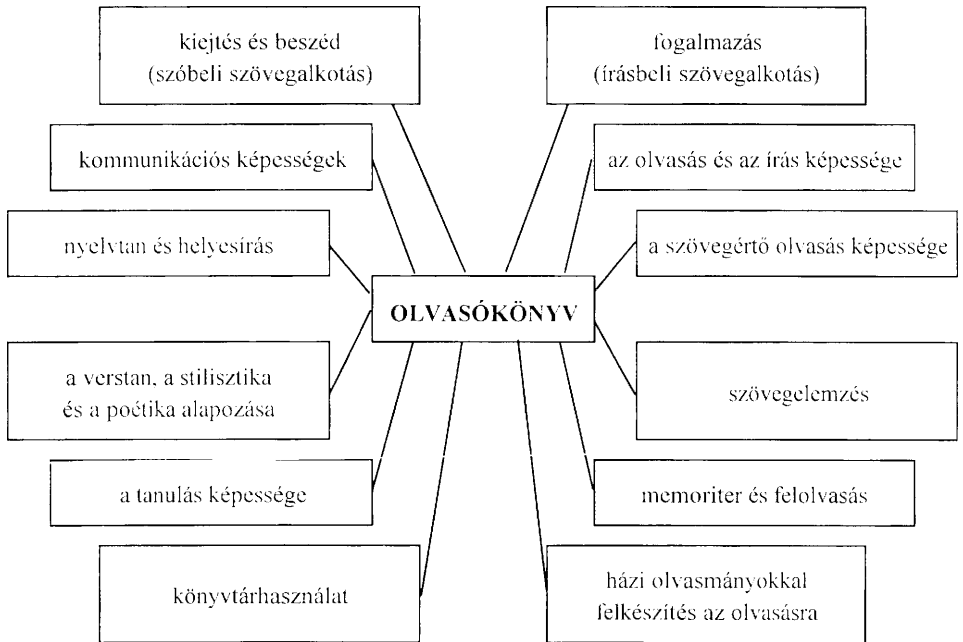 kiejtés és beszéd
(szóbeli szövegalkotás)
fogalmazás
(írásbeli szövegalkotás)
kommunikációs képességek
az olvasás és az írás képessége
nyelvtan és helyesírás
a szövegértő olvasás képessége
OLVASÓKÖNYV
a verstan, a stilisztika
és a poétika alapozása
szövegelemzés
a tanulás képessége
memoriter és felolvasás
könyvtárhasználat
házi olvasmányokkal
felkészítés az olvasásra